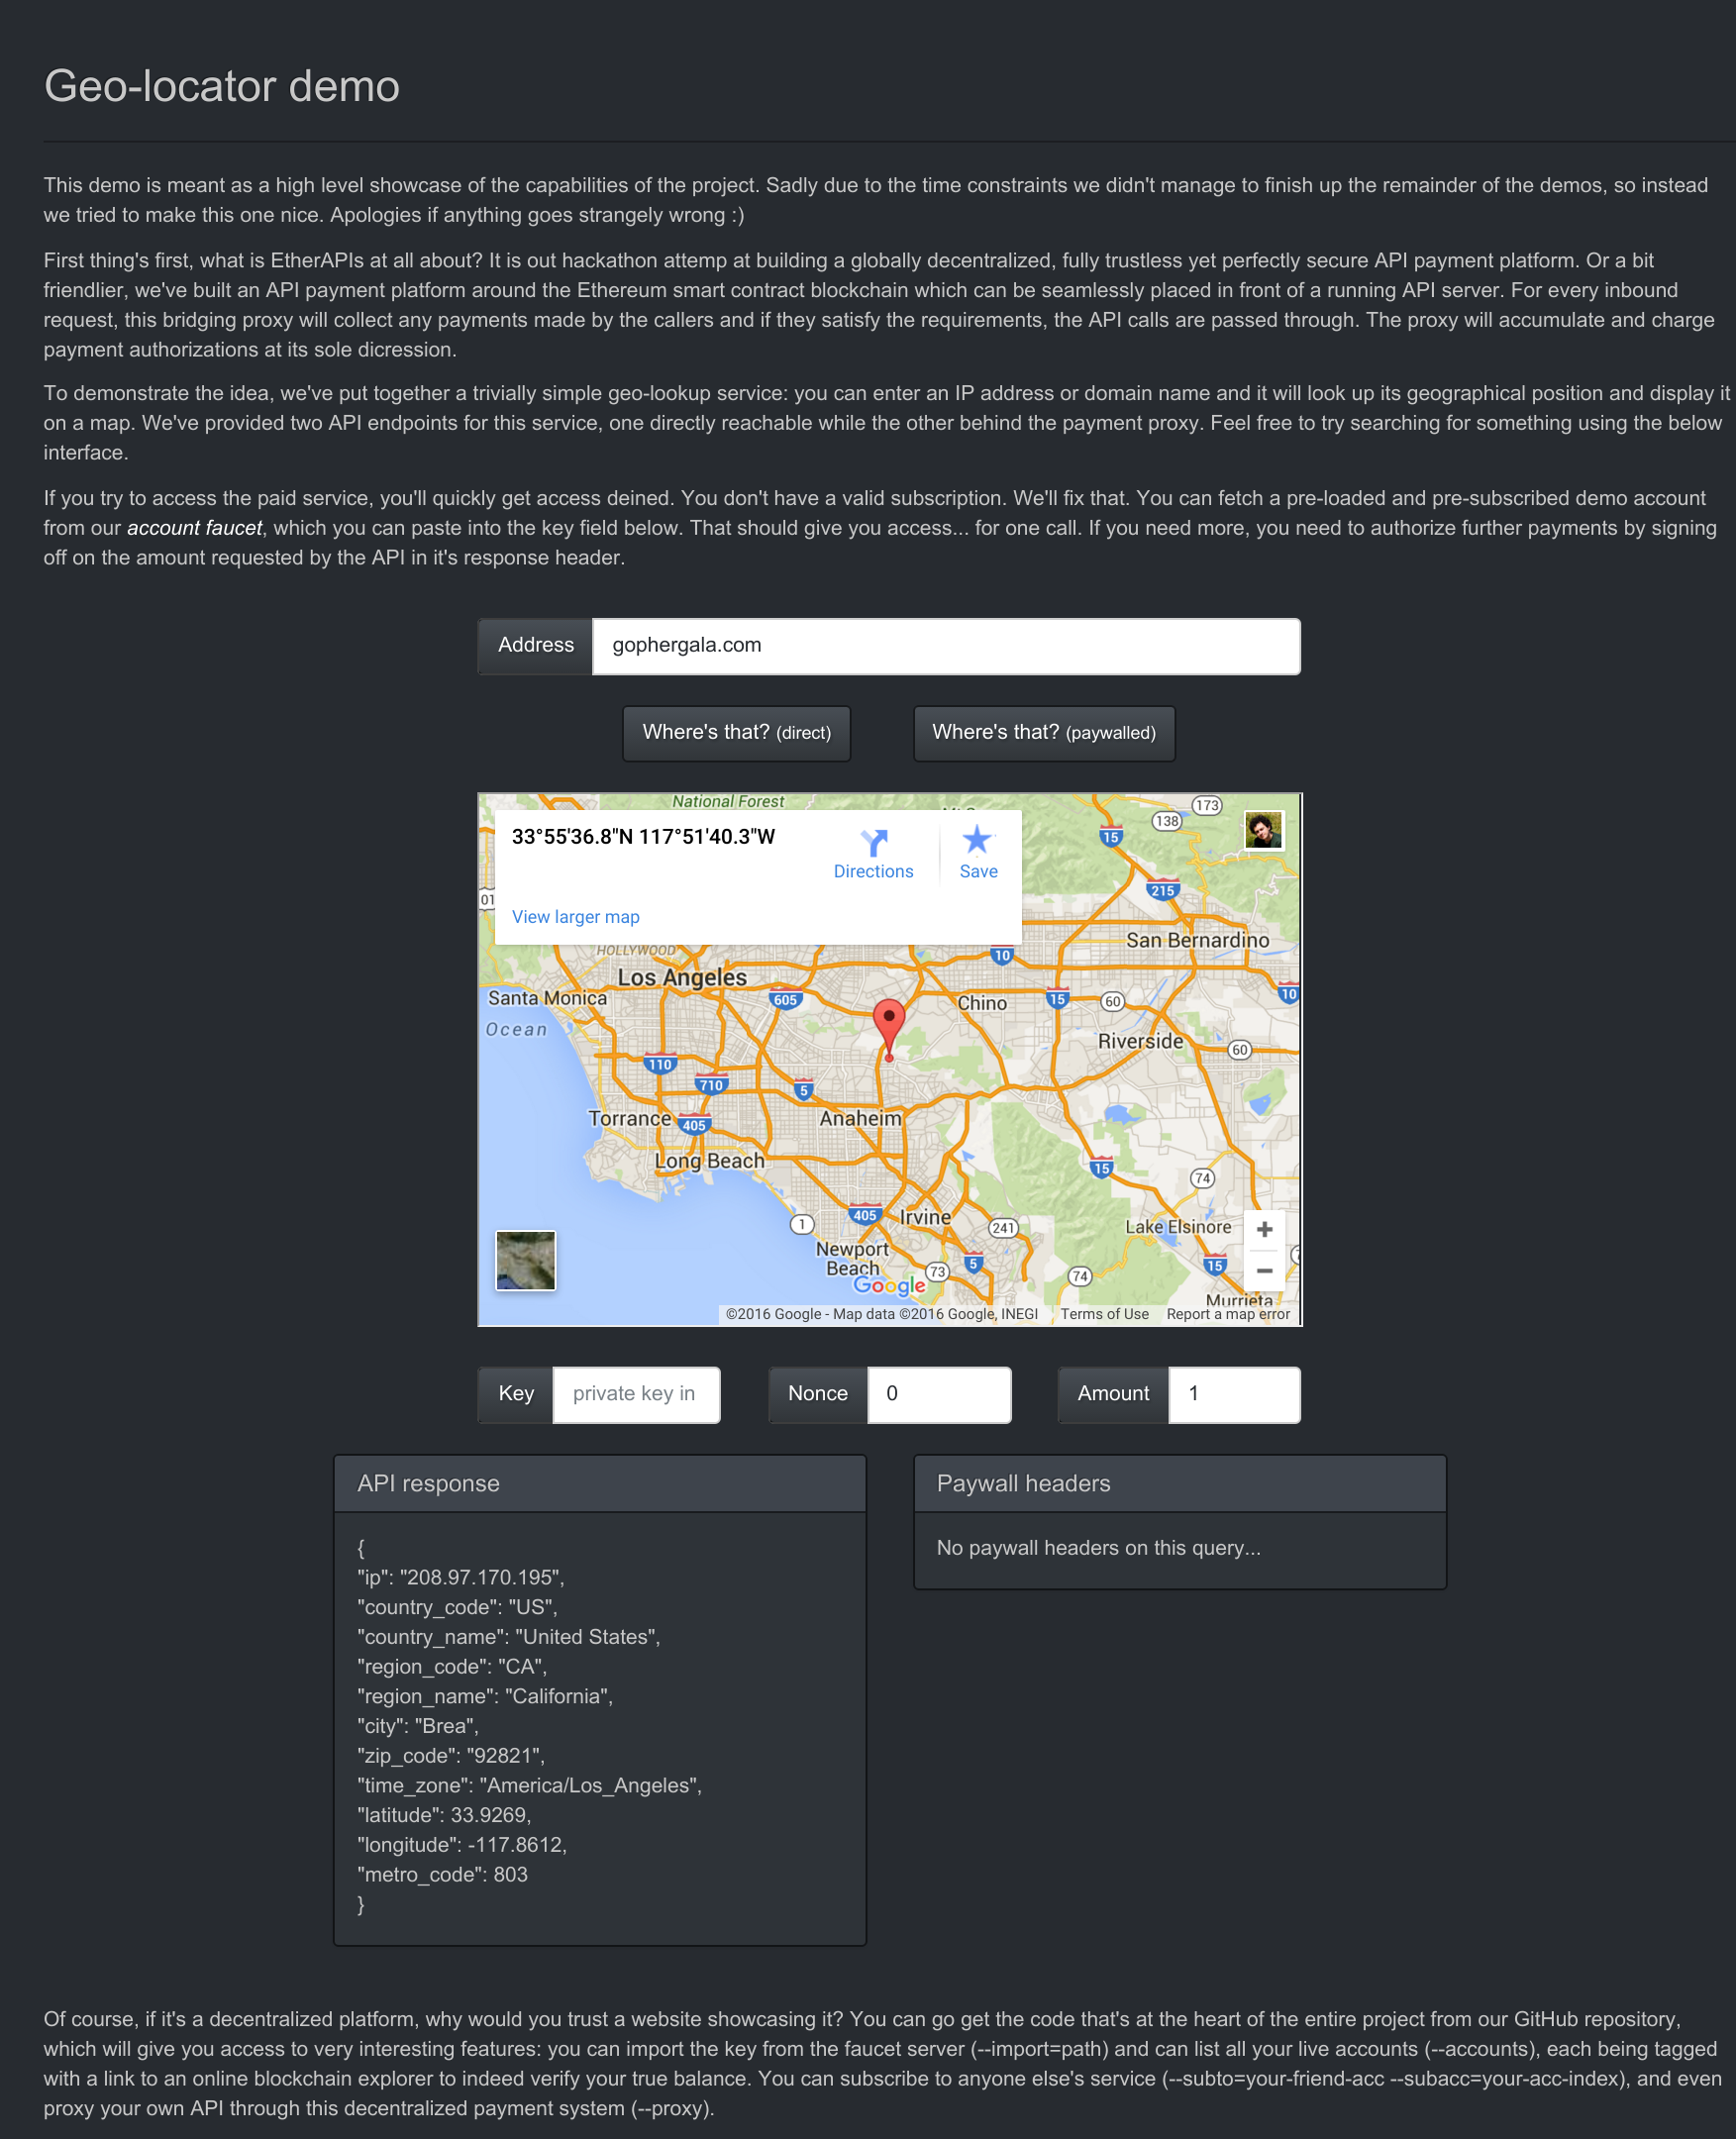 Geo-locator demo
This demo is meant as a high level showcase of the capabilities of the project. Sadly due to the time constraints we didn't manage to finish up the remainder of the demos, so instead
we tried to make this one nice. Apologies if anything goes strangely wrong :)
First thing's first, what is EtherAPIs at all about? It is out hackathon attemp at building a globally decentralized, fully trustless yet perfectly secure API payment platform. Or a bit
friendlier, we've built an API payment platform around the Ethereum smart contract blockchain which can be seamlessly placed in front of a running API server. For every inbound
request, this bridging proxy will collect any payments made by the callers and if they satisfy the requirements, the API calls are passed through. The proxy will accumulate and charge
payment authorizations at its sole dicression.
To demonstrate the idea, we've put together a trivially simple geo-lookup service: you can enter an IP address or domain name and it will look up its geographical position and display it
on a map. We've provided two API endpoints for this service, one directly reachable while the other behind the payment proxy. Feel free to try searching for something using the below
interface.
If you try to access the paid service, you'll quickly get access deined. You don't have a valid subscription. We'll fix that. You can fetch a pre-loaded and pre-subscribed demo account
from our account faucet, which you can paste into the key field below. That should give you access... for one call. If you need more, you need to authorize further payments by signing
off on the amount requested by the API in it's response header.
Address gophergala.com
Where's that? (direct) Where's that? (paywalled)
National Forest
173
138
33°55'36.8"N 117°51'40.3"W
15
Directions Save
215
View larger map
San Bernardino
HOLLYWOOD
10
Los Angeles
Santa Monica 605 Chino 15 60 10
Ocean
Riverside
60
110
710 5
Torrance 405 Anaheim
Long Beach
15
74
1 405 Irvine 241 Lake Elsinore
Newport
Beach
Google 73 5 74 15
Murrieta
©2016 Google - Map data ©2016 Google, INEGI Terms of Use Report a map error
Key private key in Nonce 0 Amount 1
API response
{
"ip": "208.97.170.195",
"country_code": "US",
"country_name": "United States",
"region_code": "CA",
"region_name": "California",
"city": "Brea",
"zip_code": "92821",
"time_zone": "America/Los_Angeles",
"latitude": 33.9269,
"longitude": -117.8612,
"metro_code": 803
}
Paywall headers
No paywall headers on this query...
Of course, if it's a decentralized platform, why would you trust a website showcasing it? You can go get the code that's at the heart of the entire project from our GitHub repository,
which will give you access to very interesting features: you can import the key from the faucet server (--import=path) and can list all your live accounts (--accounts), each being tagged
with a link to an online blockchain explorer to indeed verify your true balance. You can subscribe to anyone else's service (--subto=your-friend-acc --subacc=your-acc-index), and even
proxy your own API through this decentralized payment system (--proxy).